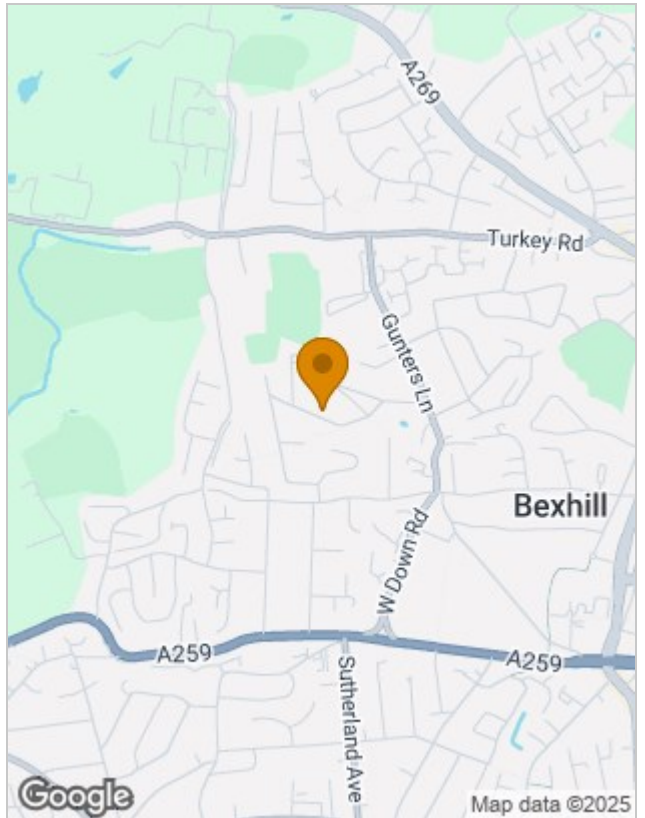 A269
Turkey Rd
Gunters Ln
Bexhill
W Down Rd
A259
A259
Sutherland Ave
Google
Map data ©2025